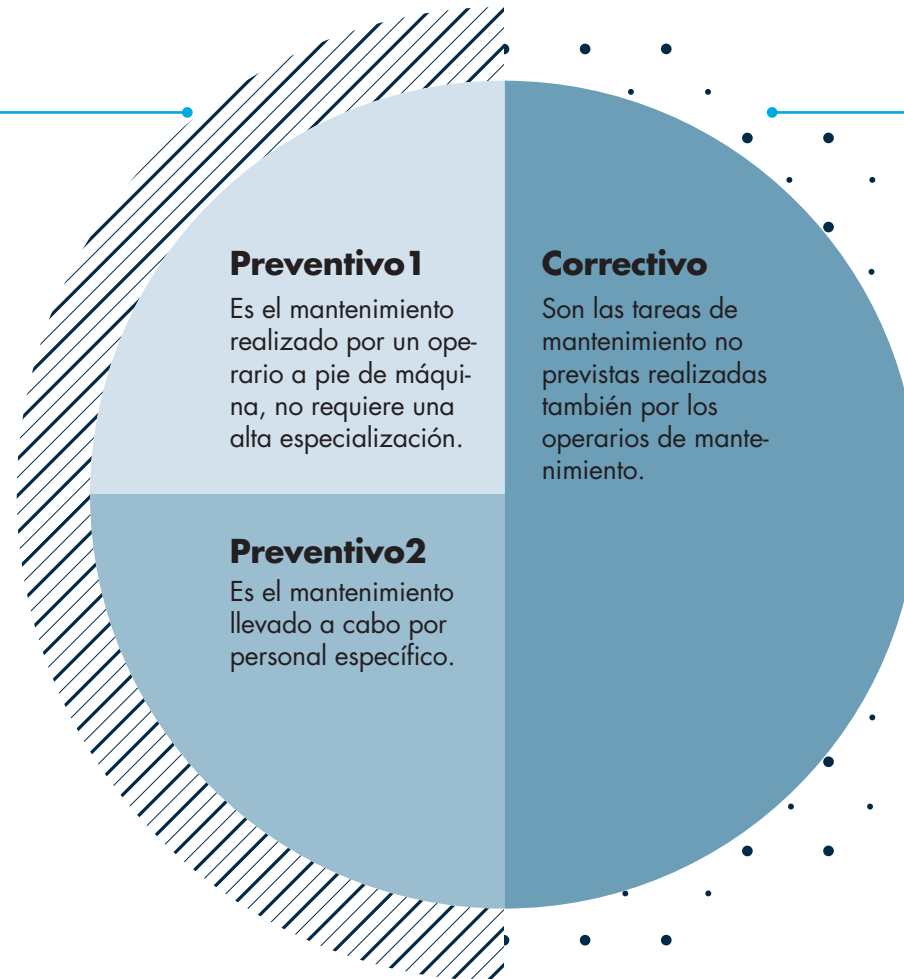 Preventivo1
Es el mantenimiento
realizado por un ope-
rario a pie de máqui-
na, no requiere una
alta especialización.
Preventivo2
Es el mantenimiento
llevado a cabo por
personal específico.
Correctivo
Son las tareas de
mantenimiento no
previstas realizadas
también por los
operarios de mante-
nimiento.